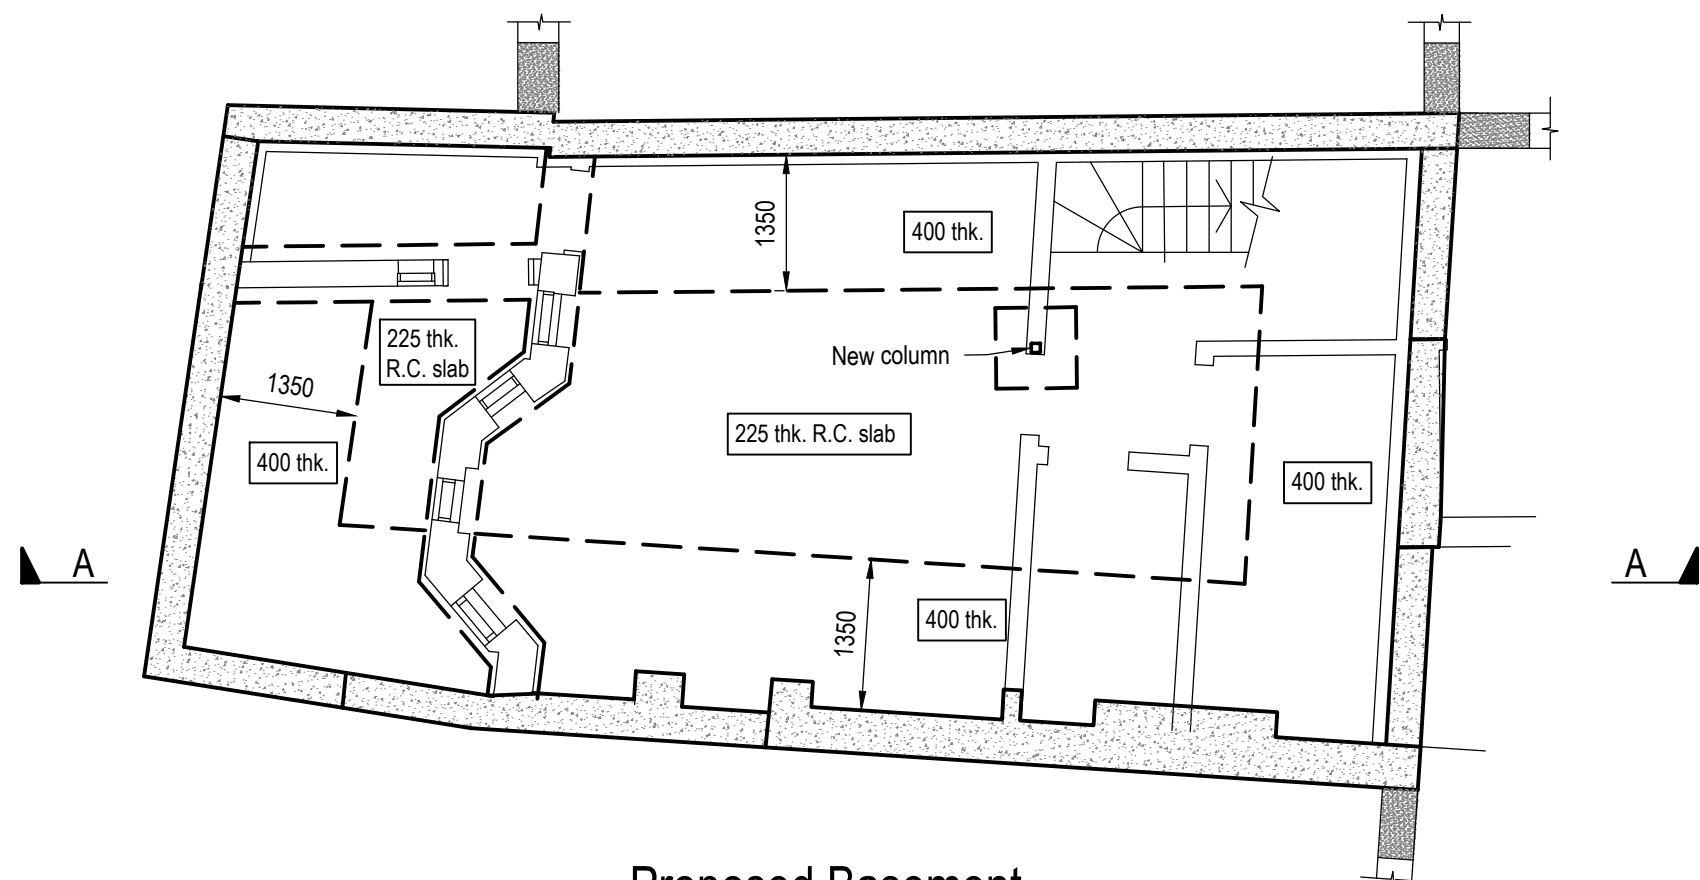 1350
400 thk.
225 thk.
R.C. slab
New column
1350
225 thk. R.C. slab
400 thk.
400 thk.
A
A
1350
400 thk.
Proposed Basement